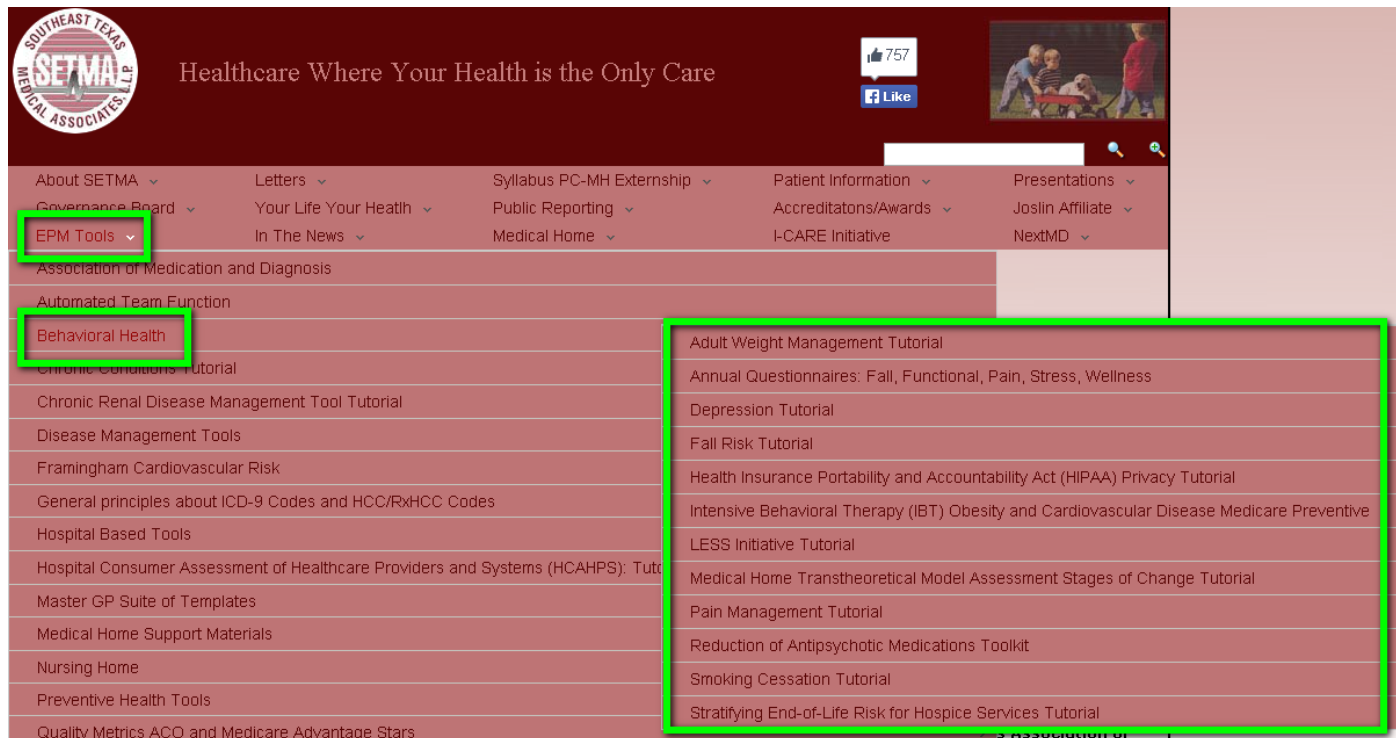 SOUTHEAST TEXAS
SETMA
MEDICAL ASSOCIATES, L.L.P.
Healthcare Where Your Health is the Only Care
757
Like
About SETMA
Letters
Syllabus PC-MH Externship
Patient Information
Presentations
Governance Board
Your Life Your Heatlh
Public Reporting
Accreditatons/Awards
Joslin Affiliate
EPM Tools
In The News
Medical Home
I-CARE Initiative
NextMD
Association of Medication and Diagnosis
Automated Team Function
Behavioral Health
Chronic Conditions Tutorial
Chronic Renal Disease Management Tool Tutorial
Disease Management Tools
Framingham Cardiovascular Risk
General principles about ICD-9 Codes and HCC/RxHCC Codes
Hospital Based Tools
Hospital Consumer Assessment of Healthcare Providers and Systems (HCAHPS): Tuto
Master GP Suite of Templates
Medical Home Support Materials
Nursing Home
Preventive Health Tools
Quality Metrics ACO and Medicare Advantage Stars
Adult Weight Management Tutorial
Annual Questionnaires: Fall, Functional, Pain, Stress, Wellness
Depression Tutorial
Fall Risk Tutorial
Health Insurance Portability and Accountability Act (HIPAA) Privacy Tutorial
Intensive Behavioral Therapy (IBT) Obesity and Cardiovascular Disease Medicare Preventive
LESS Initiative Tutorial
Medical Home Transtheoretical Model Assessment Stages of Change Tutorial
Pain Management Tutorial
Reduction of Antipsychotic Medications Toolkit
Smoking Cessation Tutorial
Stratifying End-of-Life Risk for Hospice Services Tutorial
s Association of